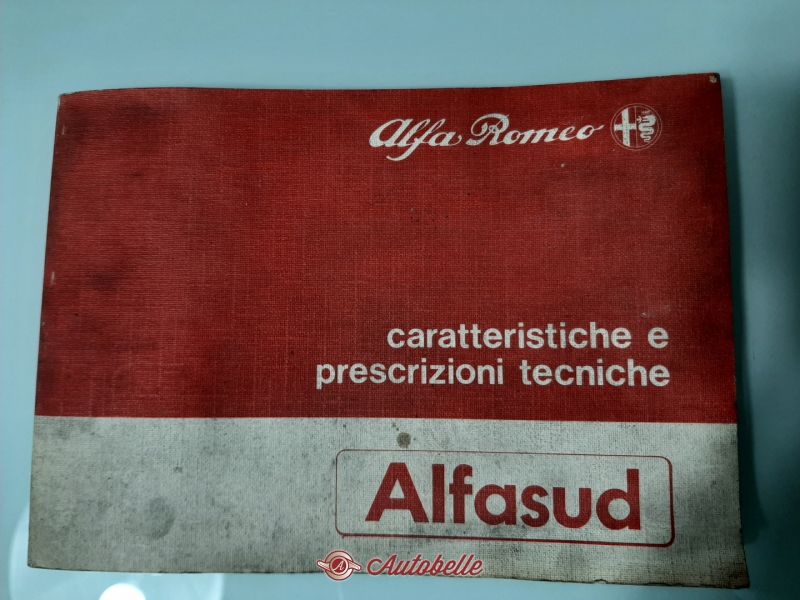 Alfa Romeo
caratteristiche e
prescrizioni tecniche
Alfasud
A Autobelle